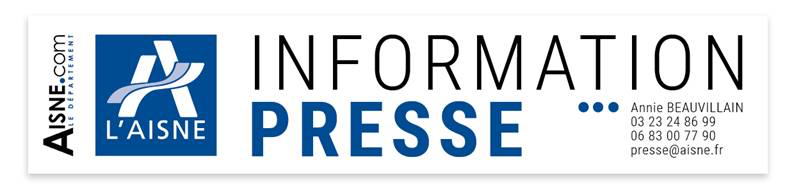 AISNE.com
LE DÉPARTEMENT
L'AISNE
INFORMATION
PRESSE
Annie BEAUVILLAIN
03 23 24 86 99
06 83 00 77 90
presse@aisne.fr